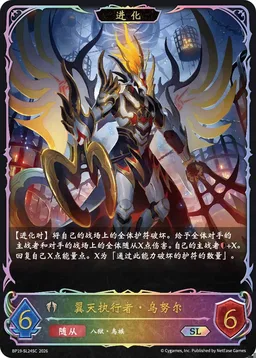 进化
【进化时】将自己的战场上的全体护符破坏。给予全体对手的
主战者和对手的战场上的全体随从X点伤害。自己的主战者+X。
回复自己X点能量点。X为「通过此能力破坏的护符的数量」。
翼天执行者·乌努尔
6
随从
八狱·鸟族
SL
6
BP19-SL24SC 2026
© Cygames, Inc. Published by NetEase Games